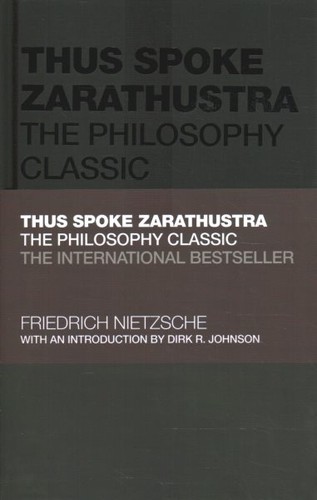 THUS SPOKE
ZARATHUSTRA
THE PHILOSOPHY
CLASSIC
THUS SPOKE ZARATHUSTRA
THE PHILOSOPHY CLASSIC
THE INTERNATIONAL BESTSELLER
FRIEDRICH NIETZSCHE
WITH AN INTRODUCTION BY DIRK R. JOHNSON